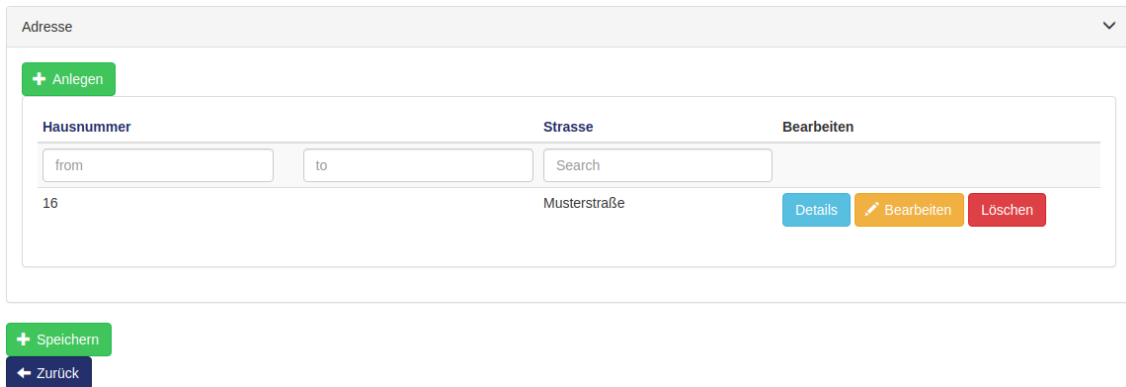 Adresse
Anlegen
Hausnummer Strasse Bearbeiten
from to Search
16 Musterstraße Details Bearbeiten Löschen
Speichern
Zurück